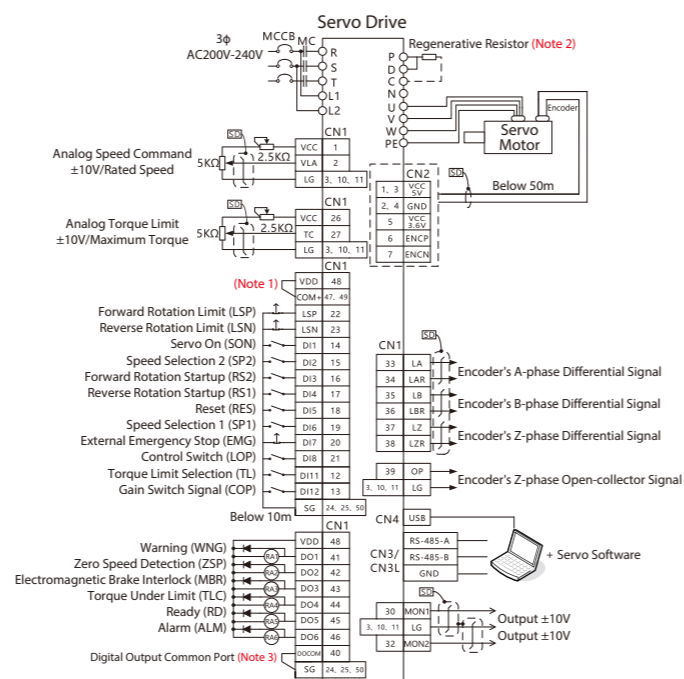 Servo Drive
3ϕ
AC200V-240V
MCCB
MC
R
S
T
L1
L2
P
D
C
N
U
V
W
PE
Regenerative Resistor (Note 2)
Encoder
Servo
Motor
Analog Speed Command
±10V/Rated Speed
5KΩ
SD
2.5KΩ
CN1
VCC 1
VLA 2
LG 3, 10, 11
Analog Torque Limit
±10V/Maximum Torque
5KΩ
SD
2.5KΩ
CN1
VCC 26
TC 27
LG 3, 10, 11
CN2
1, 3 VCC 5V
2, 4 GND
5 VCC 3.6V
6 ENCP
7 ENCN
SD
Below 50m
CN1
(Note 1)
VDD 48
COM+ 47, 49
Forward Rotation Limit (LSP) LSP 22
Reverse Rotation Limit (LSN) LSN 23
Servo On (SON) DI1 14
Speed Selection 2 (SP2) DI2 15
Forward Rotation Startup (RS2) DI3 16
Reverse Rotation Startup (RS1) DI4 17
Reset (RES) DI5 18
Speed Selection 1 (SP1) DI6 19
External Emergency Stop (EMG) DI7 20
Control Switch (LOP) DI8 21
Torque Limit Selection (TL) DI11 12
Gain Switch Signal (COP) DI12 13
SG 24, 25, 50
Below 10m
CN1
VDD 48
Warning (WNG) RA1 DO1 41
Zero Speed Detection (ZSP) RA2 DO2 42
Electromagnetic Brake Interlock (MBR) RA3 DO3 43
Torque Under Limit (TLC) RA4 DO4 44
Ready (RD) RA5 DO5 45
Alarm (ALM) RA6 DO6 46
Digital Output Common Port (Note 3) DOCOM 40
SG 24, 25, 50
SD
CN1
33 LA
34 LAR
Encoder's A-phase Differential Signal
35 LB
36 LBR
Encoder's B-phase Differential Signal
37 LZ
38 LZR
Encoder's Z-phase Differential Signal
39 OP
3, 10, 11 LG
Encoder's Z-phase Open-collector Signal
CN4 USB
CN3/
CN3L
RS-485-A
RS-485-B
GND
+ Servo Software
SD
30 MON1
3, 10, 11 LG
32 MON2
Output ±10V
Output ±10V